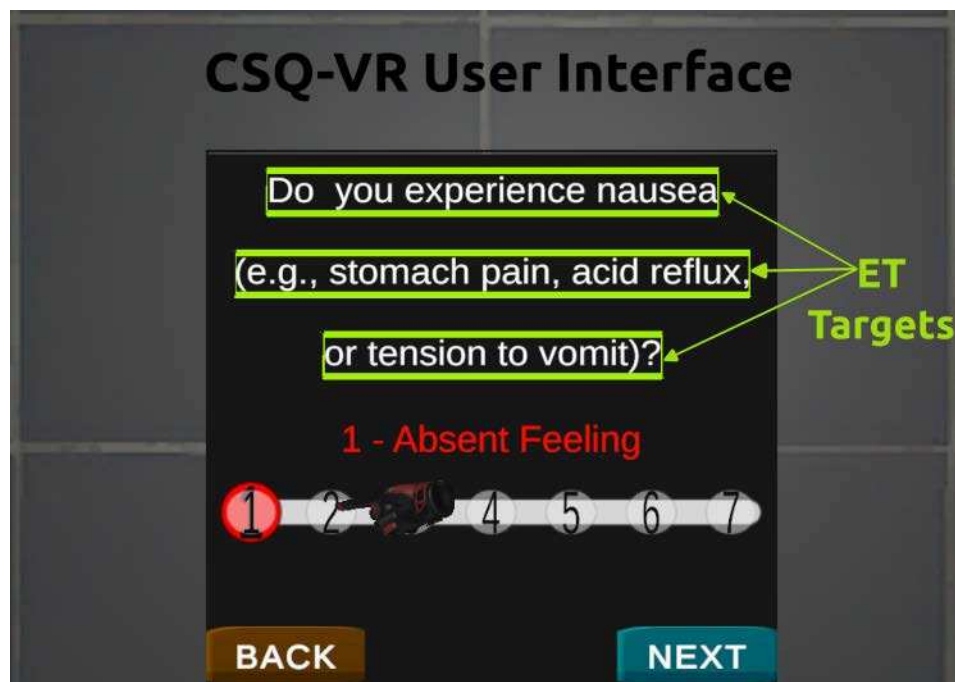 CSQ-VR User Interface
Do you experience nausea
(e.g., stomach pain, acid reflux,
or tension to vomit)?
ET
Targets
1 - Absent Feeling
1 2 4 5 6 7
BACK NEXT